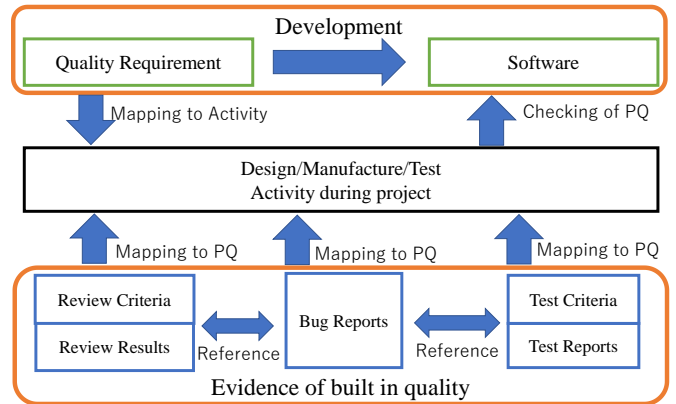 Development
Quality Requirement
Software
Mapping to Activity
Checking of PQ
Design/Manufacture/Test
Activity during project
Mapping to PQ
Mapping to PQ
Mapping to PQ
Review Criteria
Review Results
Bug Reports
Test Criteria
Test Reports
Reference
Reference
Evidence of built in quality